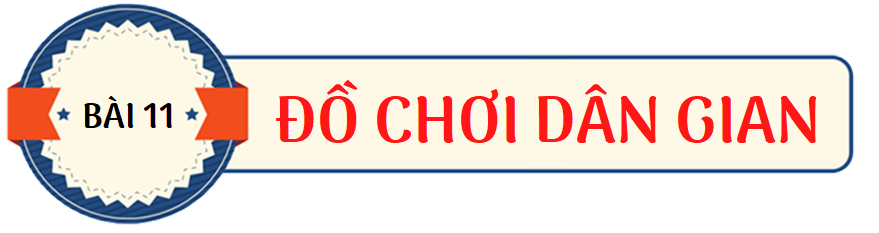 BÀI 11
ĐỒ CHƠI DÂN GIAN